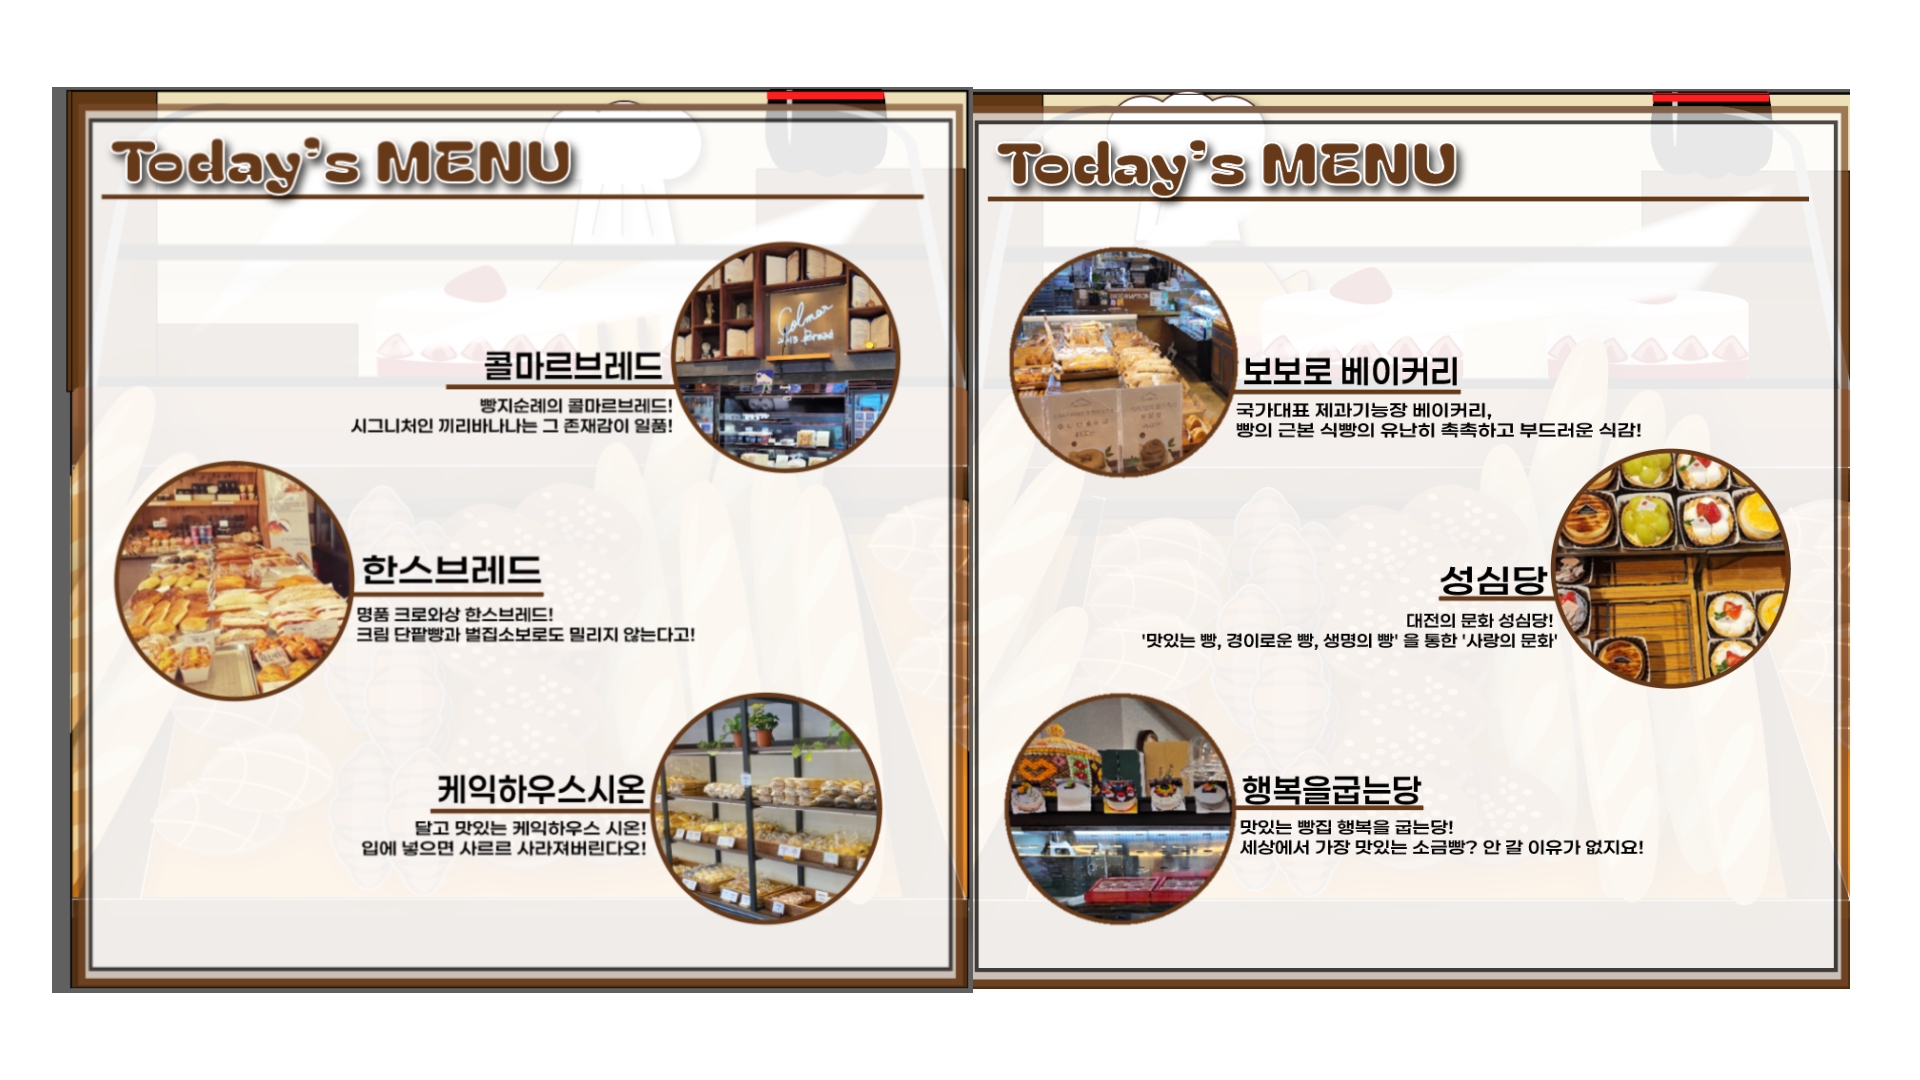 Today's MENU
콜마르브레드
빵지순례의 콜마르브레드!
시그니처인 끼리바나나는 그 존재감이 일품!
한스브레드
명품 크로와상 한스브레드!
크림 단팥빵과 벌집소보로도 밀리지 않는다고!
케익하우스시온
달고 맛있는 케익하우스 시온!
입에 넣으면 사르르 사라져버린다오!
Today's MENU
보보로 베이커리
국가대표 제과기능장 베이커리,
빵의 근본 식빵의 유난히 촉촉하고 부드러운 식감!
성심당
대전의 문화 성심당!
'맛있는 빵, 경이로운 빵, 생명의 빵' 을 통한 '사랑의 문화'
행복을굽는당
맛있는 빵집 행복을 굽는당!
세상에서 가장 맛있는 소금빵? 안 갈 이유가 없지요!